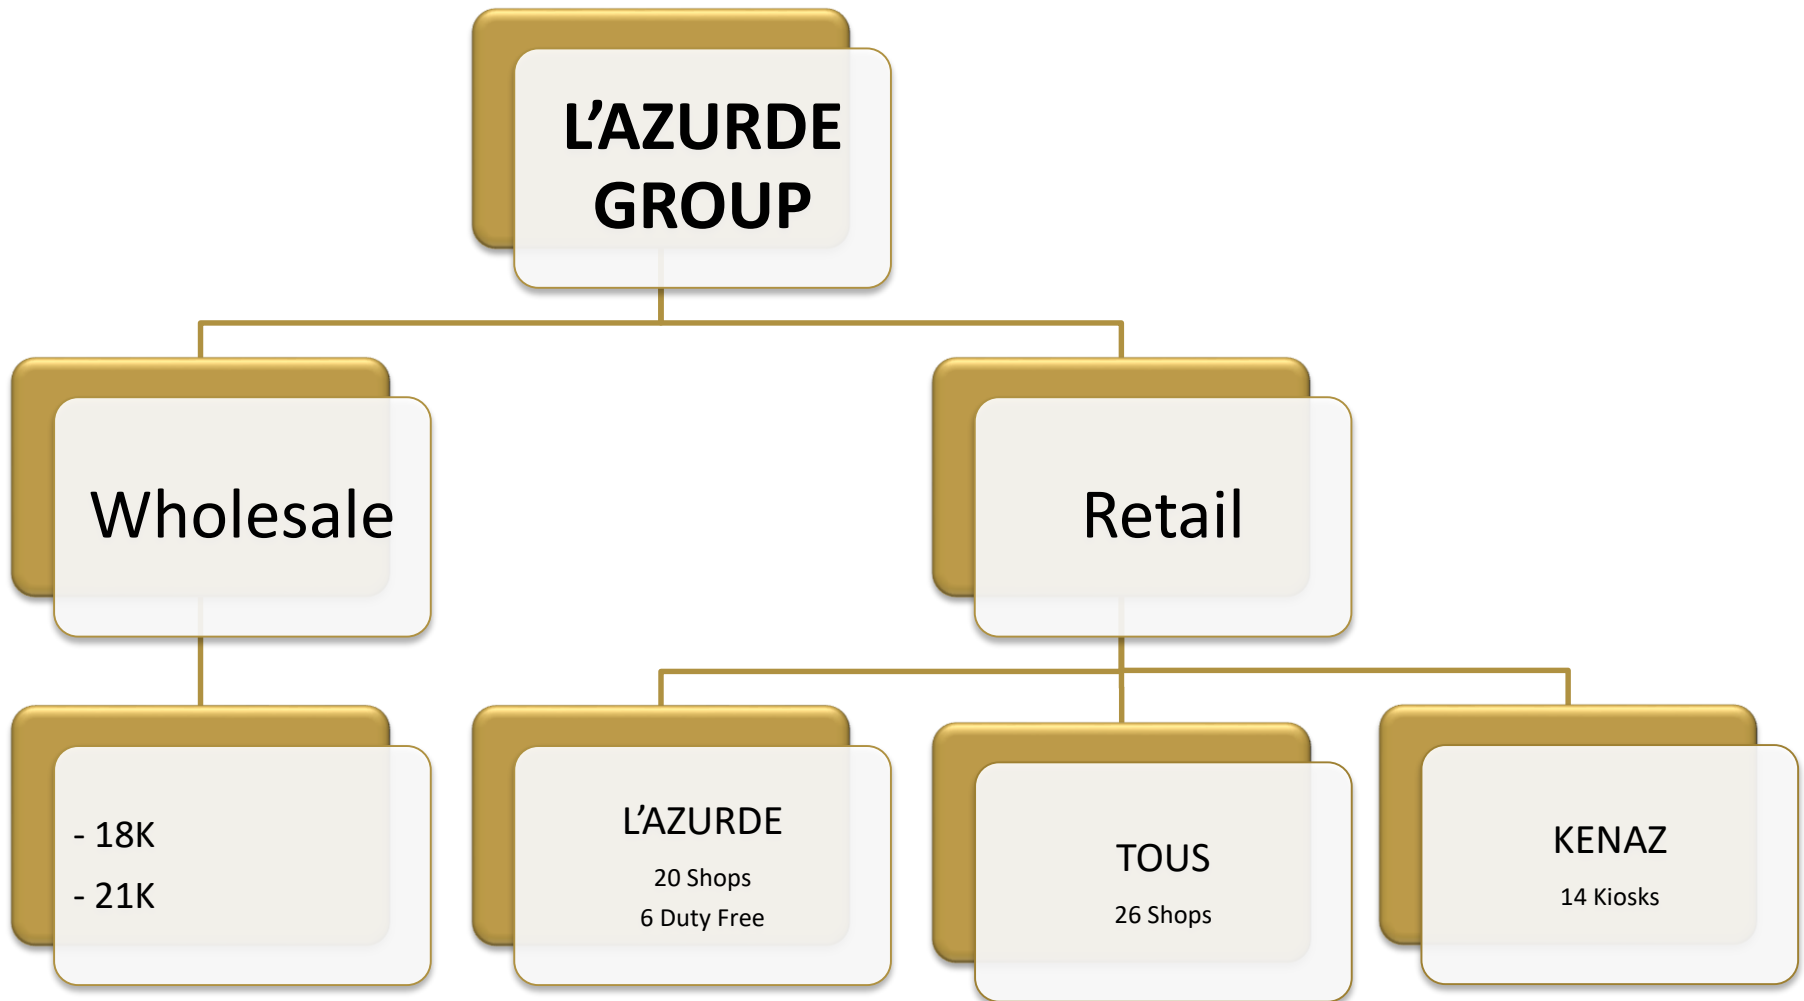 L’AZURDE
GROUP
Wholesale
Retail
- 18K
- 21K
L’AZURDE
20 Shops
6 Duty Free
TOUS
26 Shops
KENAZ
14 Kiosks